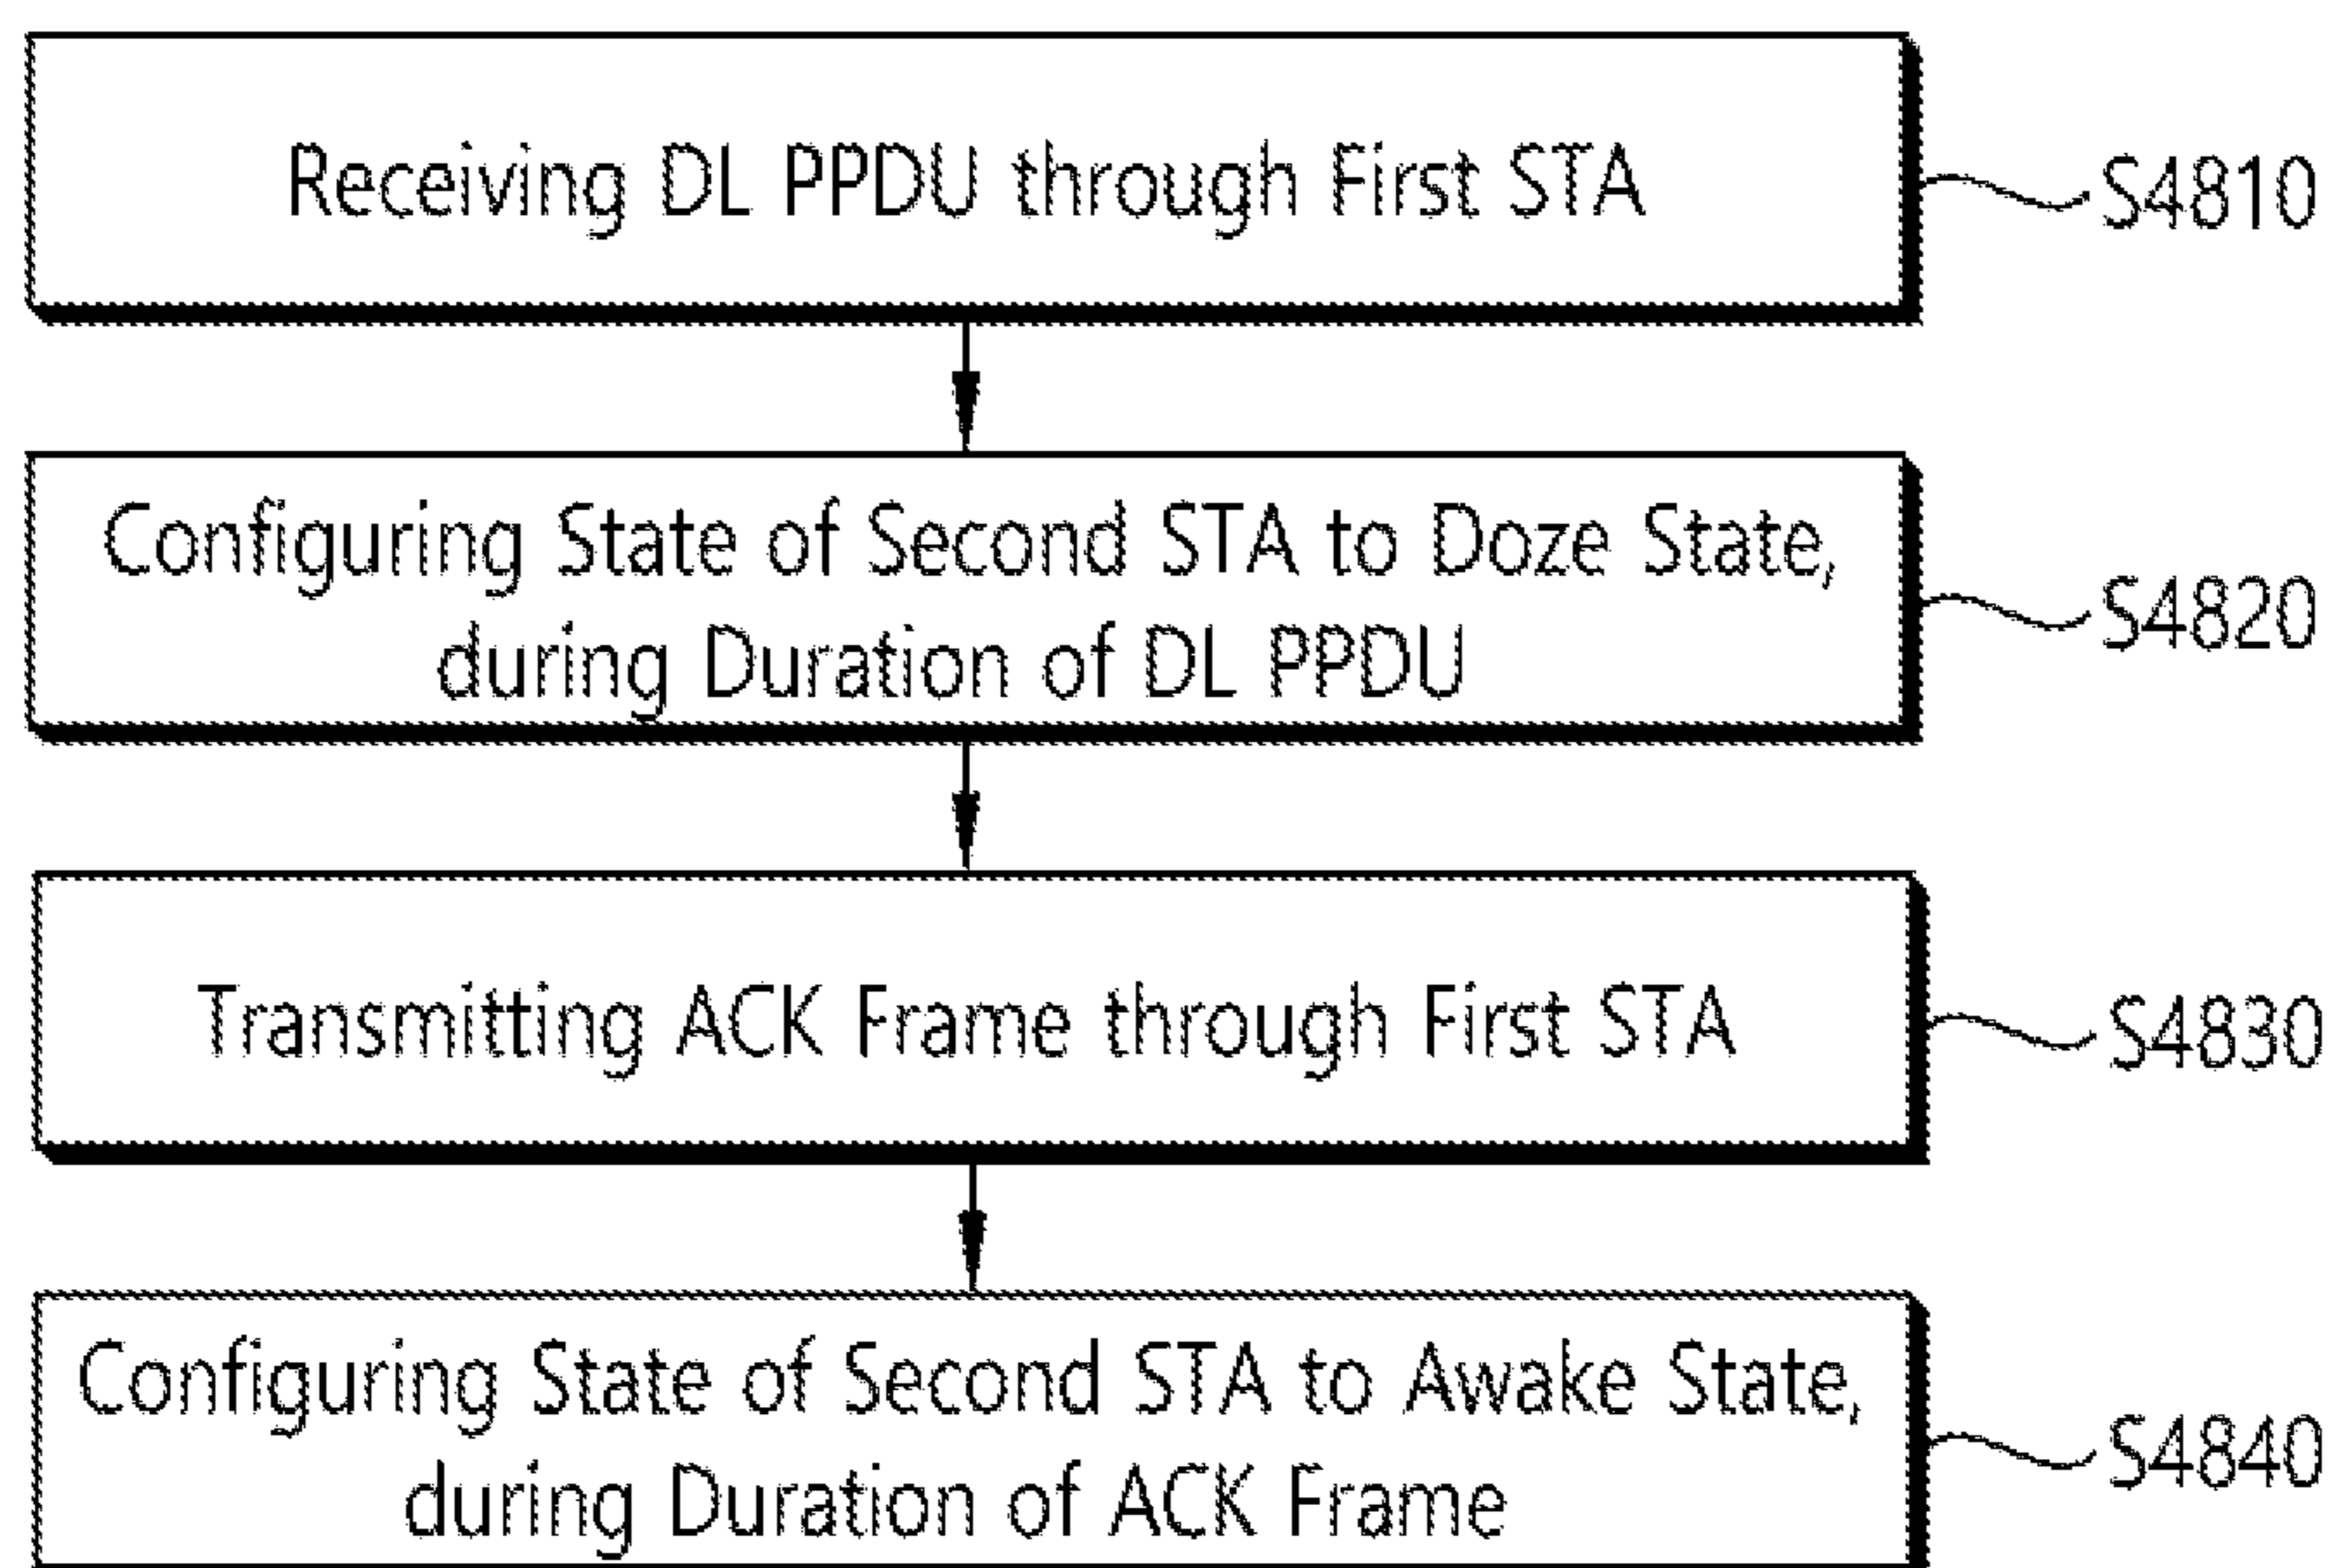 Receiving DL PPDU through First STA
S4810
Configuring State of Second STA to Doze State,
during Duration of DL PPDU
S4820
Transmitting ACK Frame through First STA
S4830
Configuring State of Second STA to Awake State,
during Duration of ACK Frame
S4840